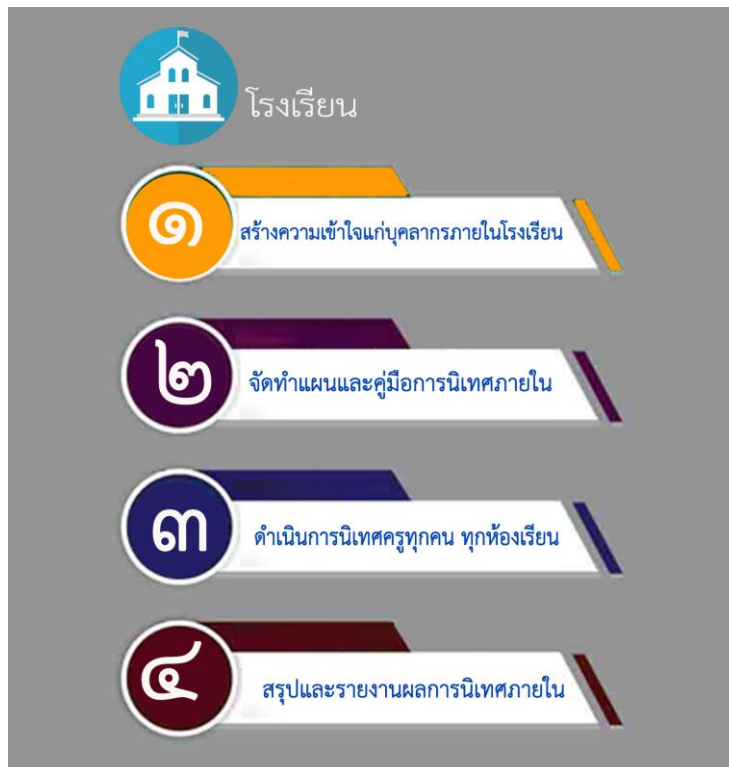 โรงเรียน
๑
สร้างความเข้าใจแก่บุคลากรภายในโรงเรียน
๒
จัดทำแผนและคู่มือการนิเทศภายใน
๓
ดำเนินการนิเทศครูทุกคน ทุกห้องเรียน
๔
สรุปและรายงานผลการนิเทศภายใน